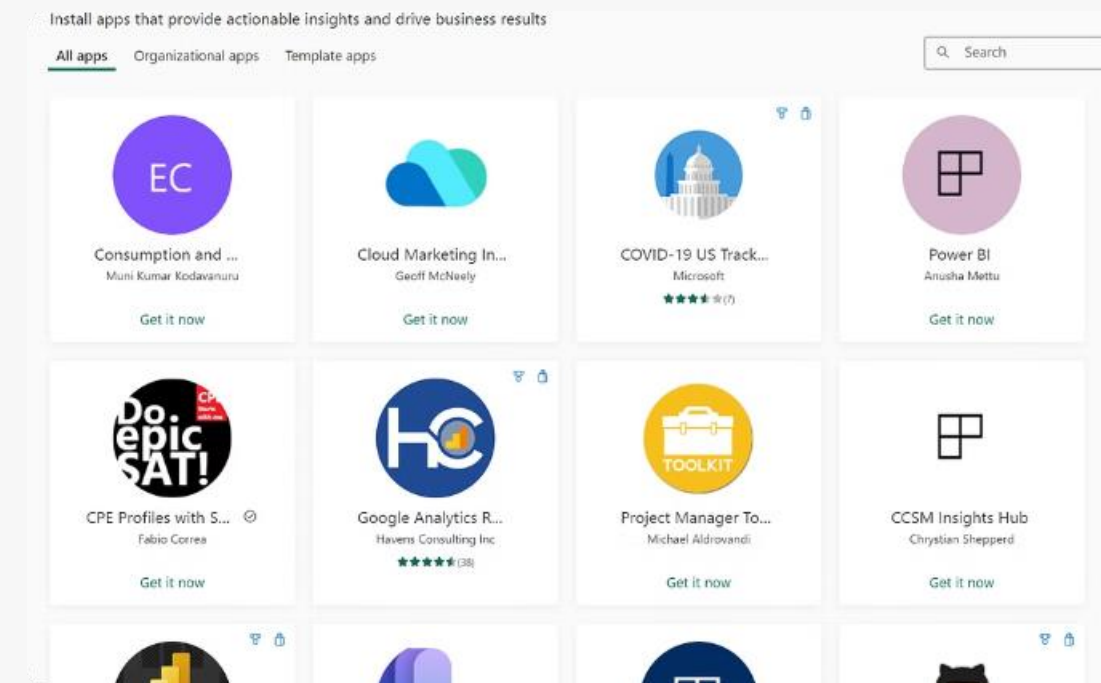 Install apps that provide actionable insights and drive business results
All apps Organizational apps Template apps
Search
EC
Consumption and ...
Muni Kumar Kodavanuru
Get it now
Cloud Marketing In...
Geoff McNeely
Get it now
COVID-19 US Track...
Microsoft
(7)
Power BI
Anusha Mettu
Get it now
Do.
epic
SAT!
CPE Profiles with S...
Fabio Correa
Get it now
HC
Google Analytics R...
Havens Consulting Inc
(38)
TOOLKIT
Project Manager To...
Michael Aldrovandi
Get it now
CCSM Insights Hub
Chrystian Shepperd
Get it now